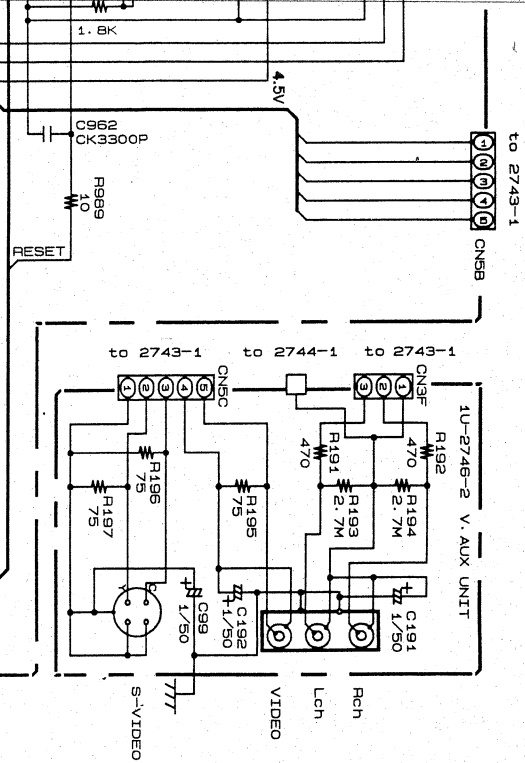 1.8K
4.5V
C962
CK3300P
R989
10
RESET
1
2
3
4
5
to 2743-1
CN5B
to 2743-1
to 2744-1
to 2743-1
1
2
3
4
5
CN5C
3
2
1
CN3F
1U-2746-2 V.AUX UNIT
R191
470
R192
470
R196
75
R197
75
R195
75
R193
2.7M
R194
2.7M
Y
C
+
C99
1/50
+
C192
1/50
+
C191
1/50
S-VIDEO
VIDEO
Lch
Rch